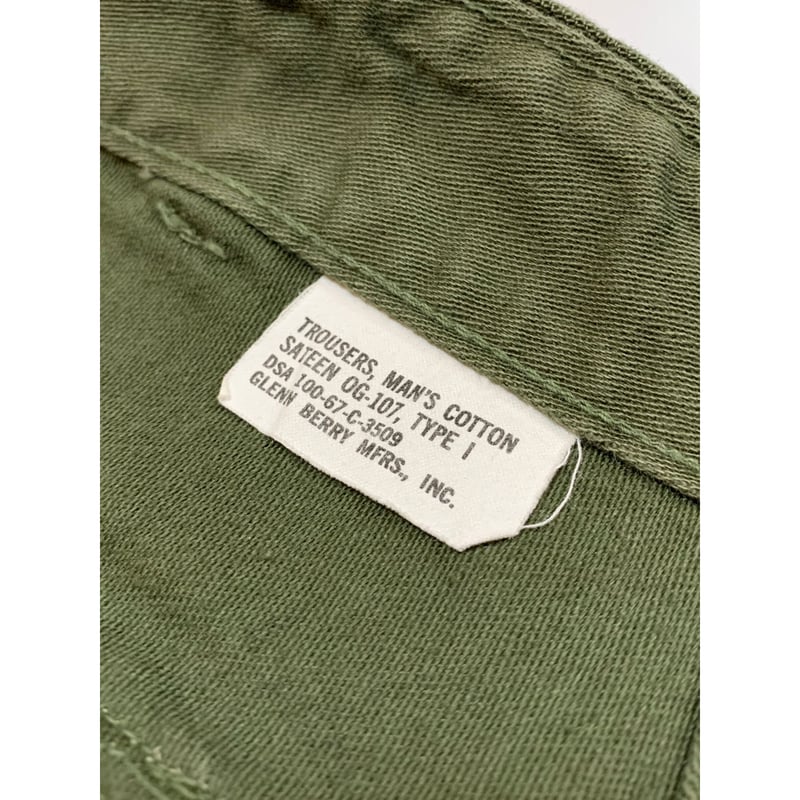 TROUSERS, MAN'S COTTON
SATEEN OG-107, TYPE I
DSA 100-67-C-3509
GLENN BERRY MFRS., INC.